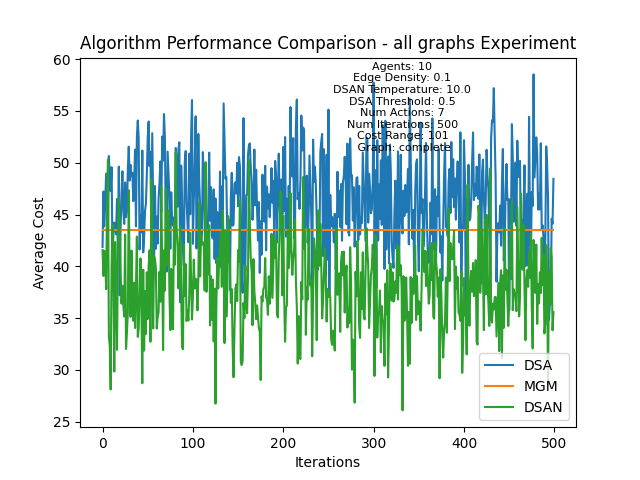 Algorithm Performance Comparison - all graphs Experiment
Agents: 10
Edge Density: 0.1
DSAN Temperature: 10.0
DSA Threshold: 0.5
Num Actions: 7
Num Iterations: 500
Cost Range: 101
Graph: complete
60
55
50
45
40
35
30
25
Average Cost
DSA
MGM
DSAN
0
100
200
300
400
500
Iterations